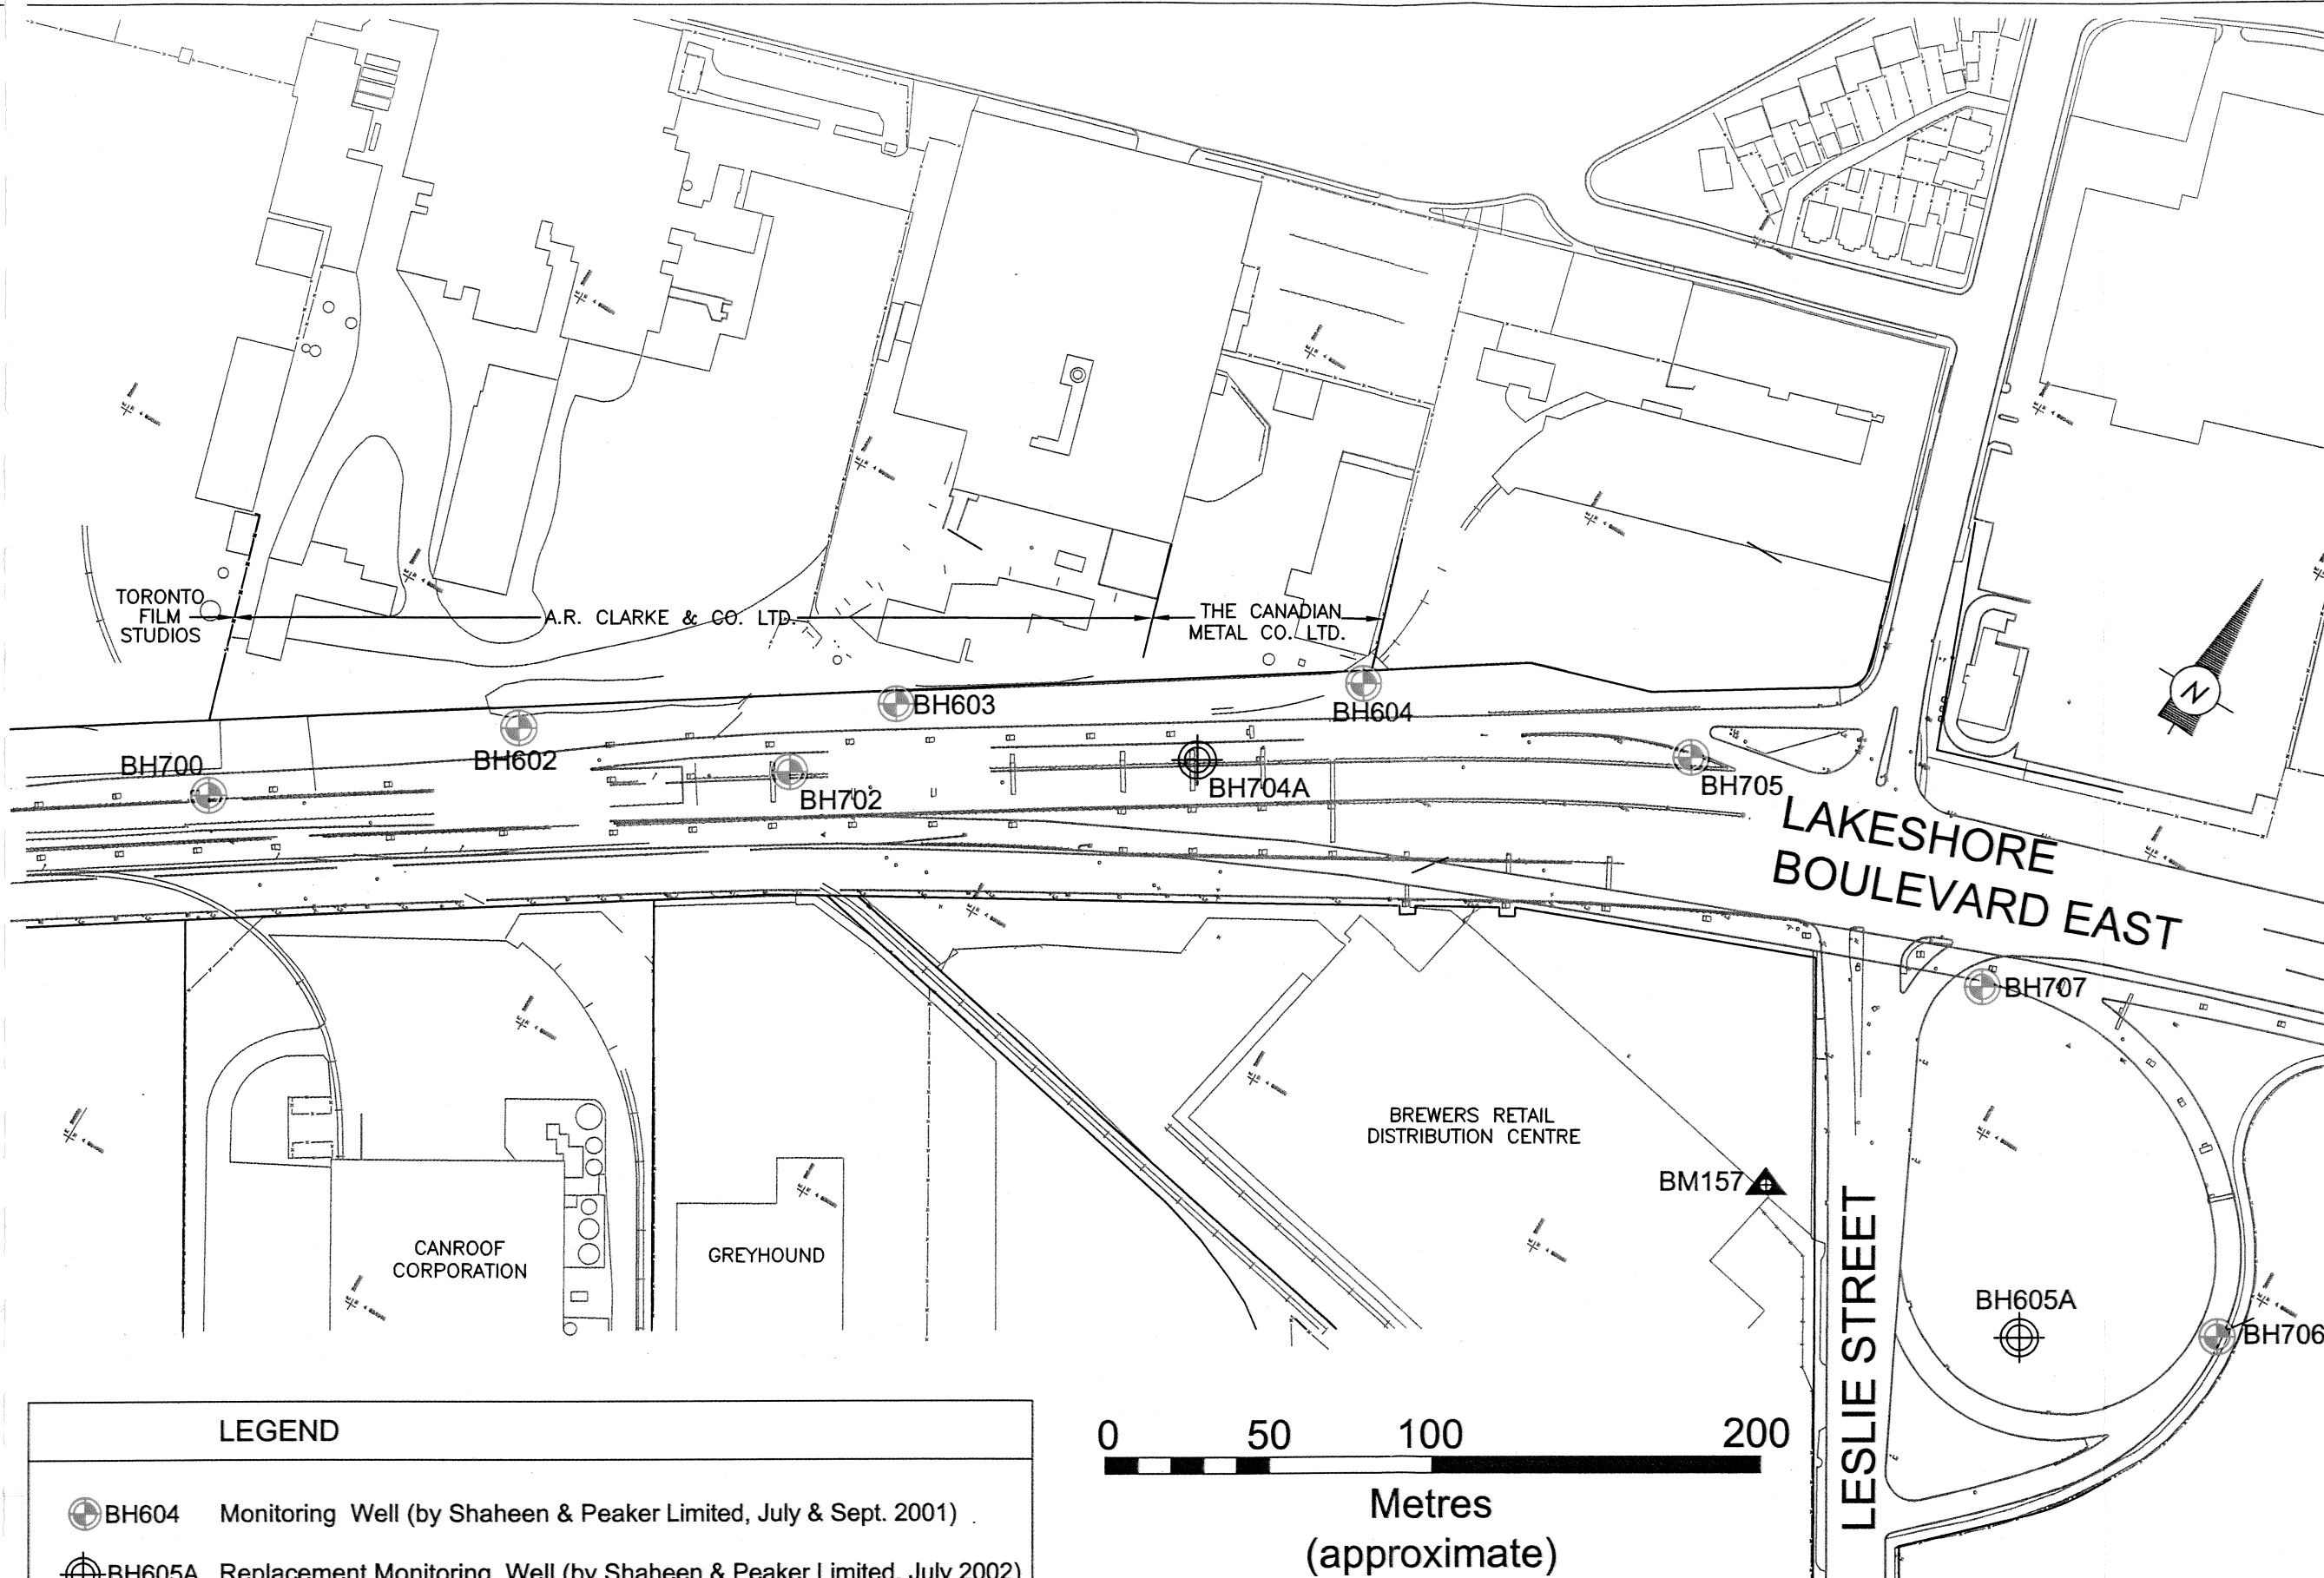 TORONTO
FILM
STUDIOS
A.R. CLARKE & CO. LTD.
THE CANADIAN
METAL CO. LTD.
BH603
BH604
BH602
BH700
BH702
BH704A
BH705
LAKESHORE
BOULEVARD EAST
N
BH707
BREWERS RETAIL
DISTRIBUTION CENTRE
BM157
CANROOF
CORPORATION
GREYHOUND
LESLIE STREET
BH605A
BH706
LEGEND
BH604 Monitoring Well (by Shaheen & Peaker Limited, July & Sept. 2001)
BH605A Replacement Monitoring Well (by Shaheen & Peaker Limited, July 2002)
0 50 100 200
Metres
(approximate)